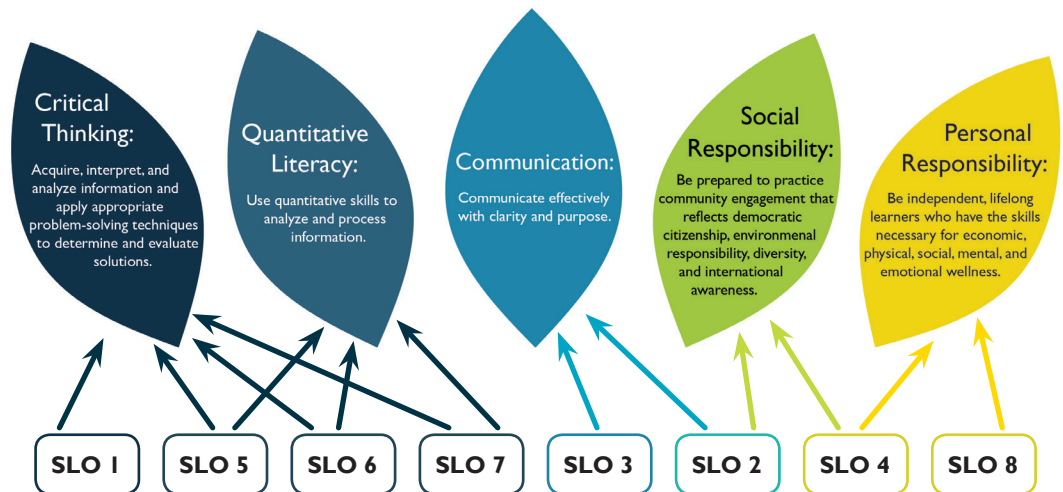 Critical
Thinking:
Acquire, interpret, and
analyze information and
apply appropriate
problem-solving techniques
to determine and evaluate
solutions.
Quantitative
Literacy:
Use quantitative skills to
analyze and process
information.
Communication:
Communicate effectively
with clarity and purpose.
Social
Responsibility:
Be prepared to practice
community engagement that
reflects democratic
citizenship, environmenal
responsibility, diversity,
and international
awareness.
Personal
Responsibility:
Be independent, lifelong
learners who have the skills
necessary for economic,
physical, social, mental, and
emotional wellness.
SLO 1
SLO 5
SLO 6
SLO 7
SLO 3
SLO 2
SLO 4
SLO 8